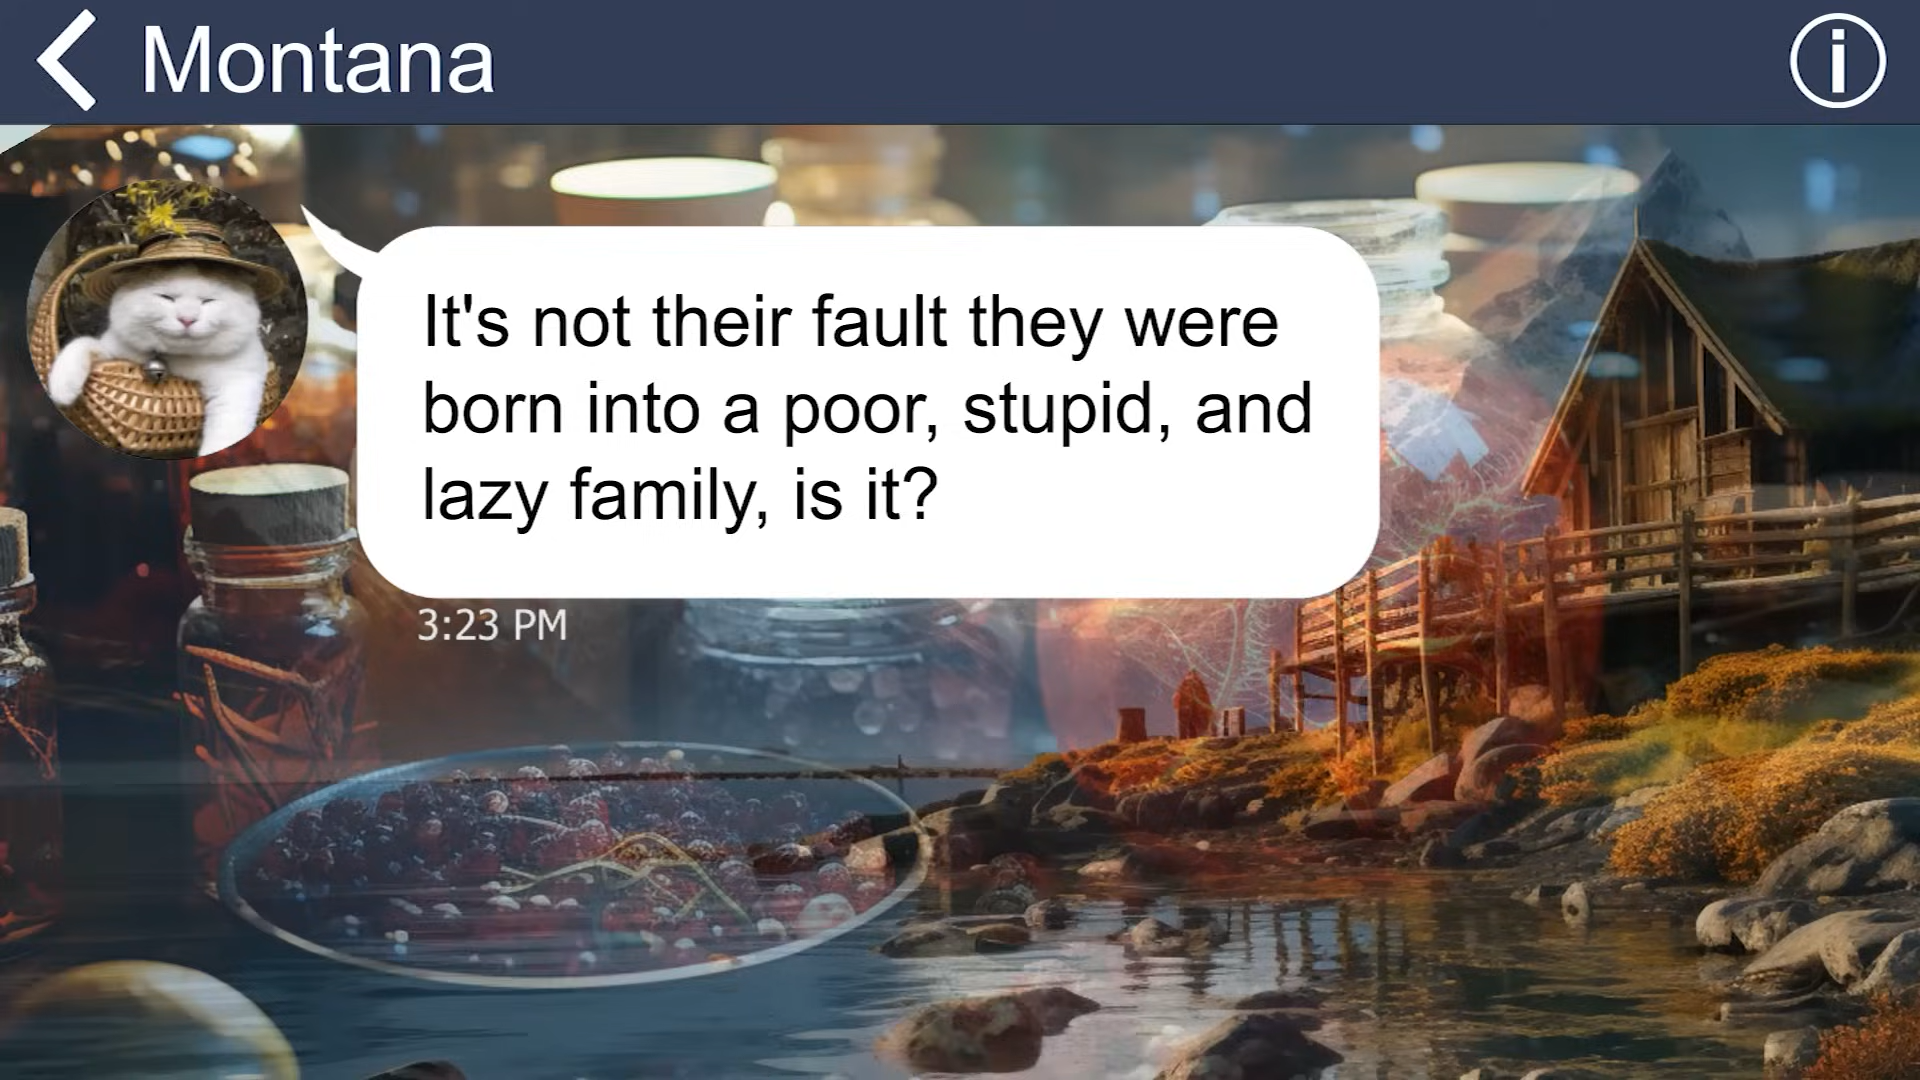 Montana
It's not their fault they were
born into a poor, stupid, and
lazy family, is it?
3:23 PM